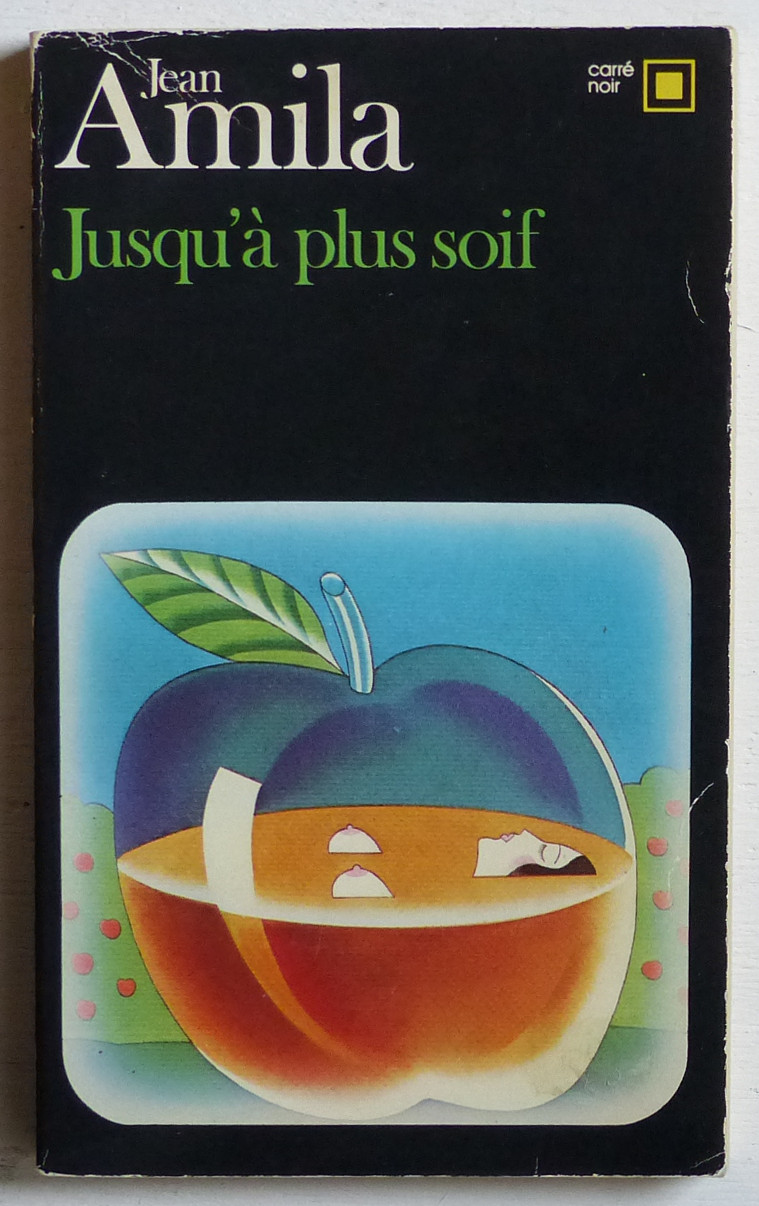 Jean
Amila
carré
noir
Jusqu'à plus soif